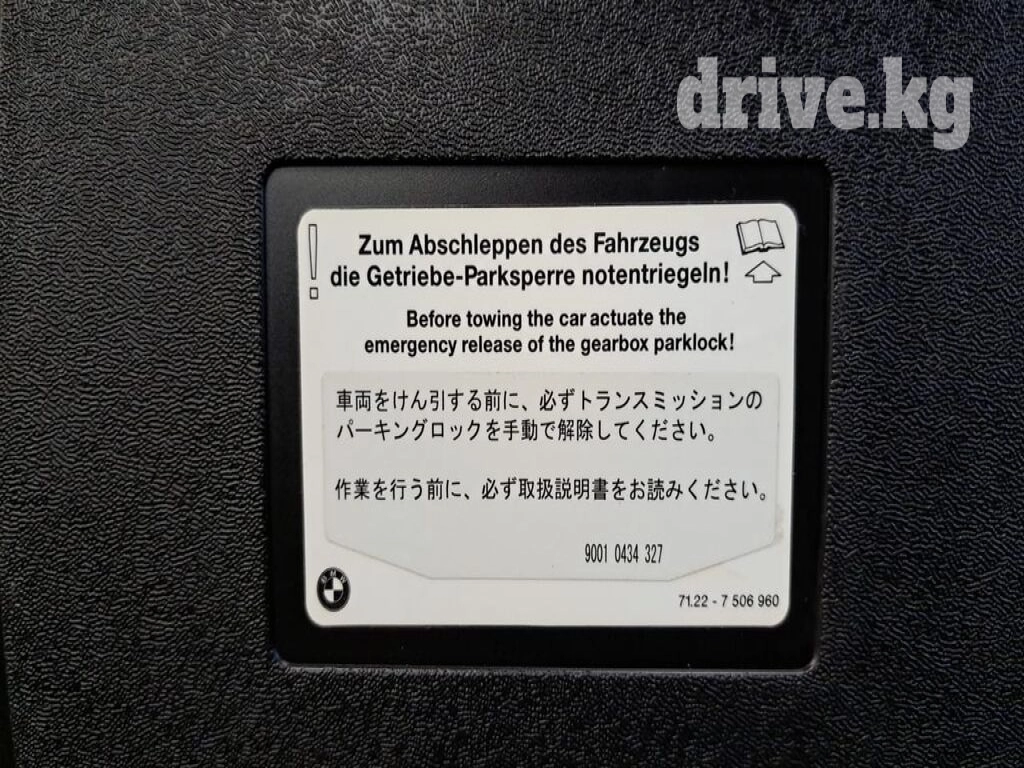 drive.kg
Zum Abschleppen des Fahrzeugs
die Getriebe-Parksperre notentriegeln!
Before towing the car actuate the
emergency release of the gearbox parklock!
車両をけん引する前に、必ずトランスミッションの
パーキングロックを手動で解除してください。
作業を行う前に、必ず取扱説明書をお読みください。
9001 0434 327
BMW
71.22 - 7 506 960